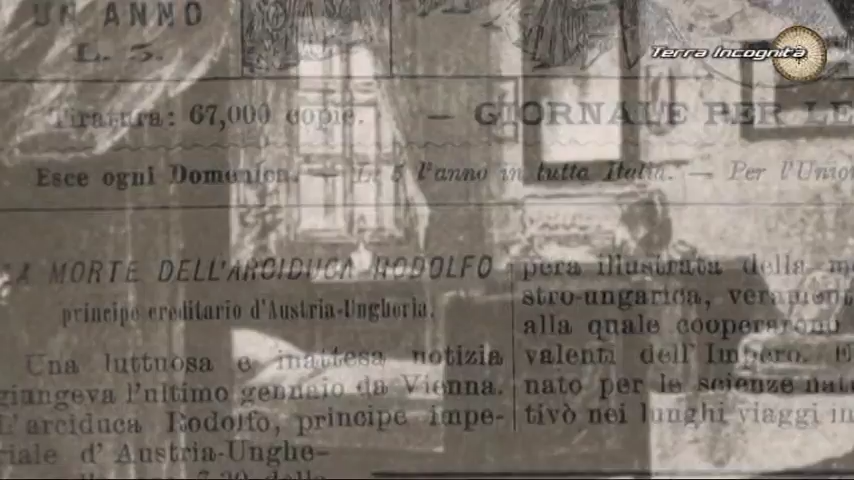 UN ANNO
L. 5.
Terra Incognita
Tiratura: 67,000 copie. — GIORNALE PER LE
Esce ogni Domenica. — L. 5 l'anno in tutta Italia. — Per l'Union
LA MORTE DELL'ARCIDUCA RODOLFO
principe ereditario d'Austria-Ungheria.
Una luttuosa e inattesa notizia
giungeva l'ultimo gennaio da Vienna.
L'arciduca Rodolfo, principe impe-
riale d'Austria-Unghe-
pera illustrata della
stro-ungarica,
alla quale cooperarono
valenti dell'Impero.
nato per le scienze
tivò nei lunghi viaggi in